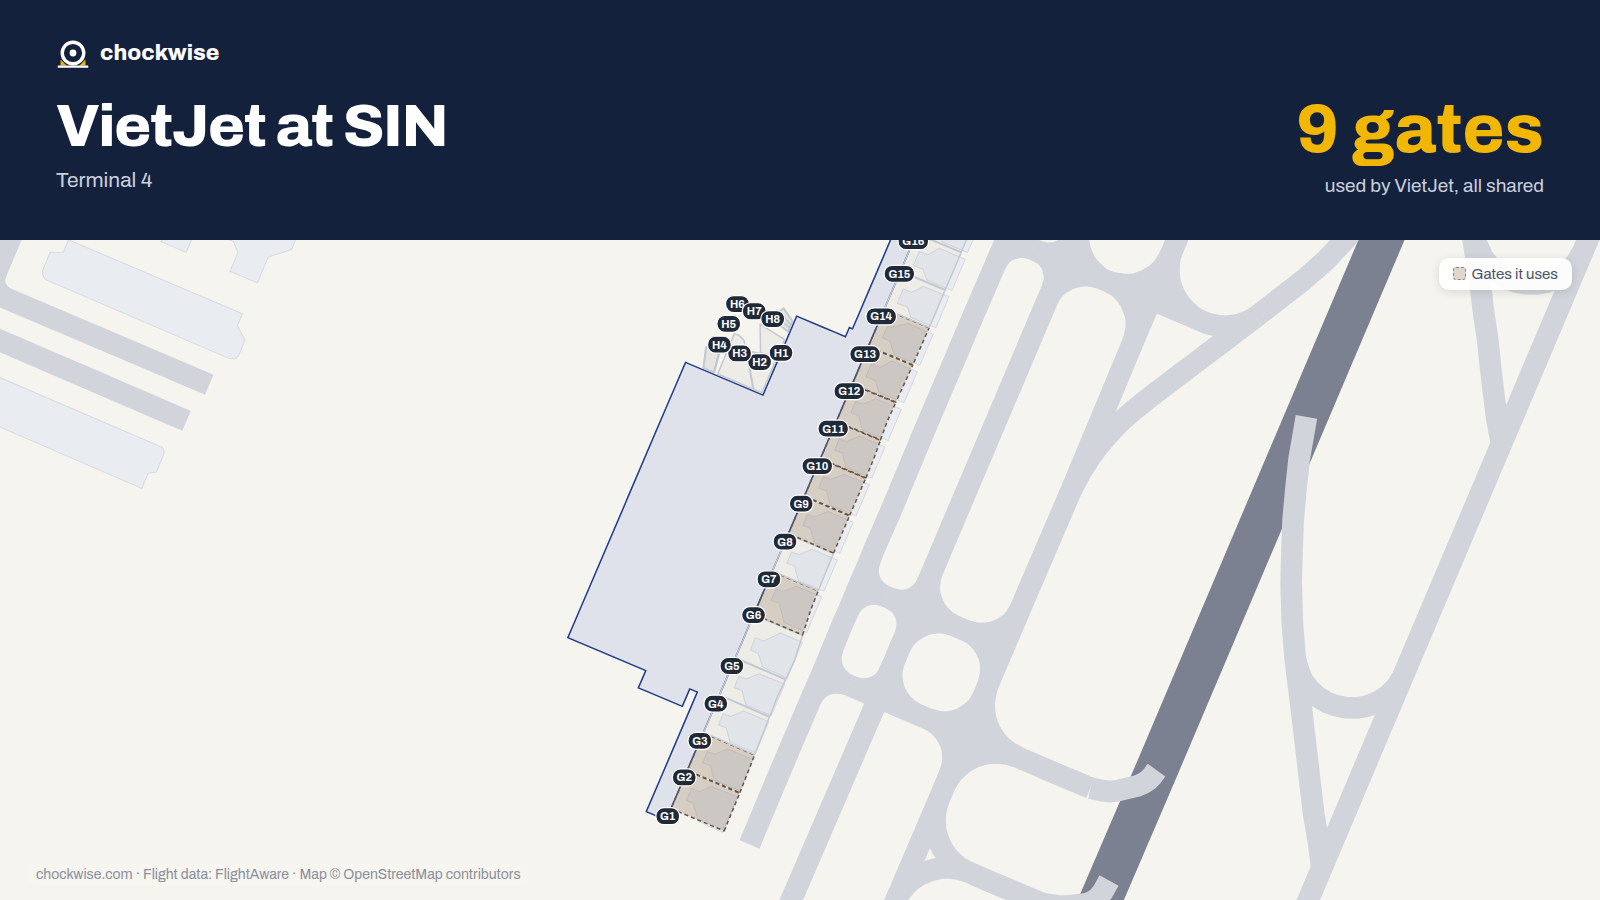 chockwise
VietJet at SIN
Terminal 4
9 gates
used by VietJet, all shared
Gates it uses
G16
G15
G14
G13
G12
G11
G10
G9
G8
G7
G6
G5
G4
G3
G2
G1
H6
H7
H8
H5
H4
H3
H2
H1
chockwise.com · Flight data: FlightAware · Map © OpenStreetMap contributors